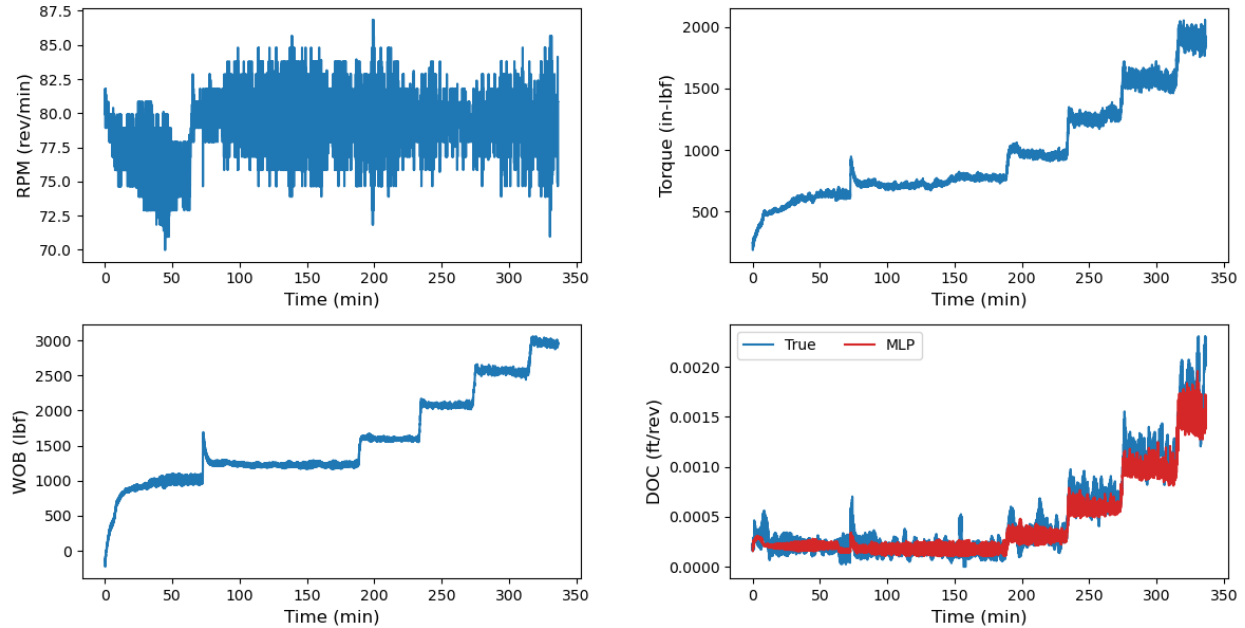 87.5
85.0
82.5
80.0
77.5
75.0
72.5
70.0
RPM (rev/min)
0 50 100 150 200 250 300 350
Time (min)
2000
1500
1000
500
Torque (in-lbf)
0 50 100 150 200 250 300 350
Time (min)
3000
2500
2000
1500
1000
500
0
WOB (lbf)
0 50 100 150 200 250 300 350
Time (min)
True MLP
0.0020
0.0015
0.0010
0.0005
0.0000
DOC (ft/rev)
0 50 100 150 200 250 300 350
Time (min)